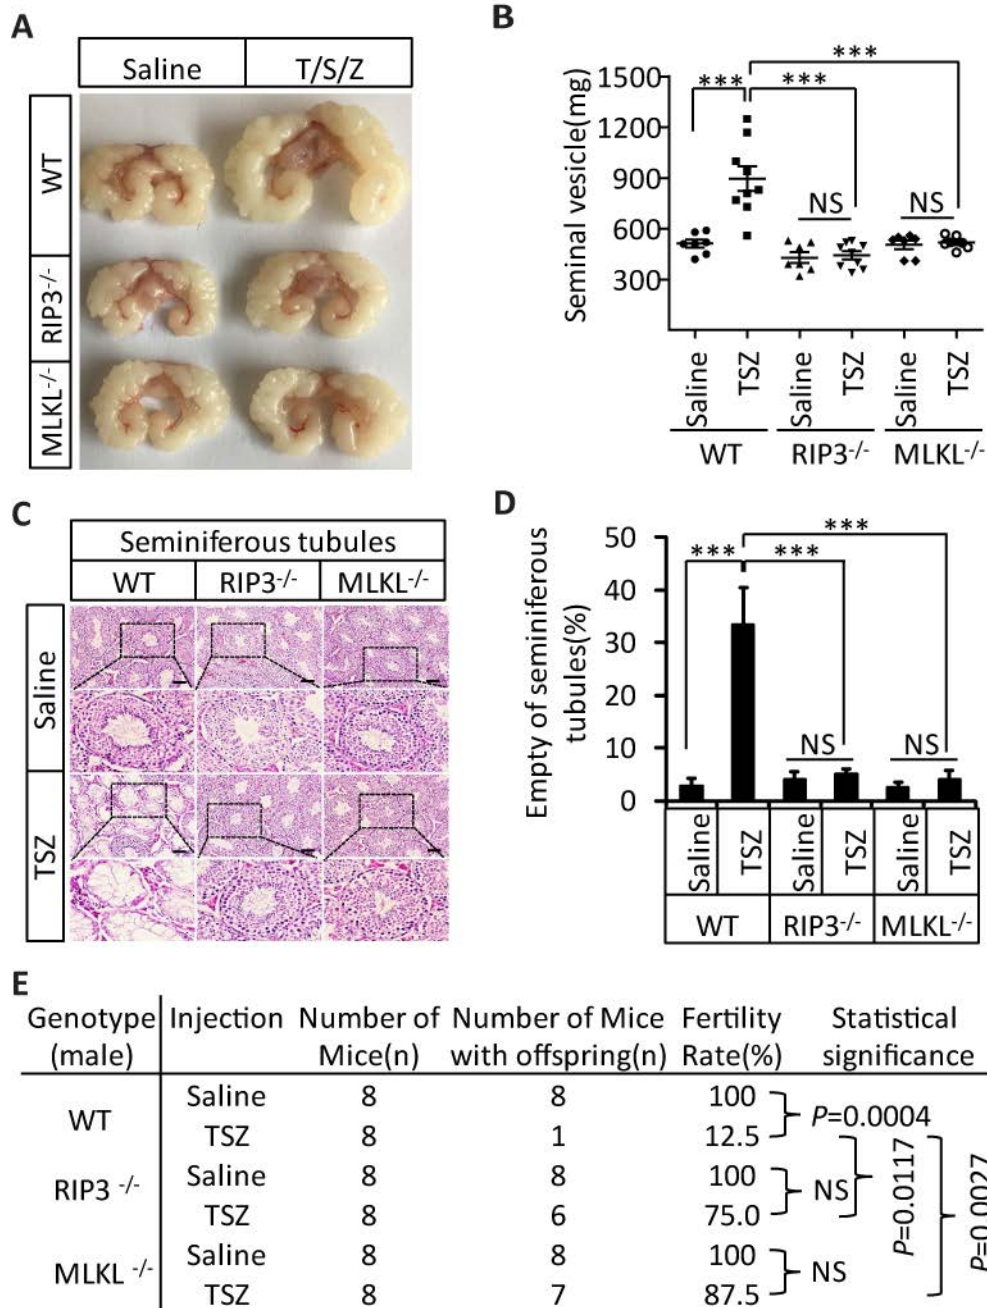 A
Saline T/S/Z
WT
RIP3-/-
MLKL-/-
B
Seminal vesicle(mg)
1500
1200
900
600
300
***
***
***
NS
NS
Saline TSZ Saline TSZ Saline TSZ
WT RIP3-/- MLKL-/-
C
Seminiferous tubules
WT RIP3-/- MLKL-/-
Saline
TSZ
D
Empty of seminiferous
tubules(%)
50
40
30
20
10
0
***
***
***
NS
NS
Saline TSZ Saline TSZ Saline TSZ
WT RIP3-/- MLKL-/-
E
Genotype Injection Number of Number of Mice Fertility Statistical
(male) Mice(n) with offspring(n) Rate(%) significance
WT Saline 8 8 100
TSZ 8 1 12.5
P=0.0004
RIP3 -/- Saline 8 8 100
TSZ 8 6 75.0
NS
P=0.0117
P=0.0027
MLKL -/- Saline 8 8 100
TSZ 8 7 87.5
NS